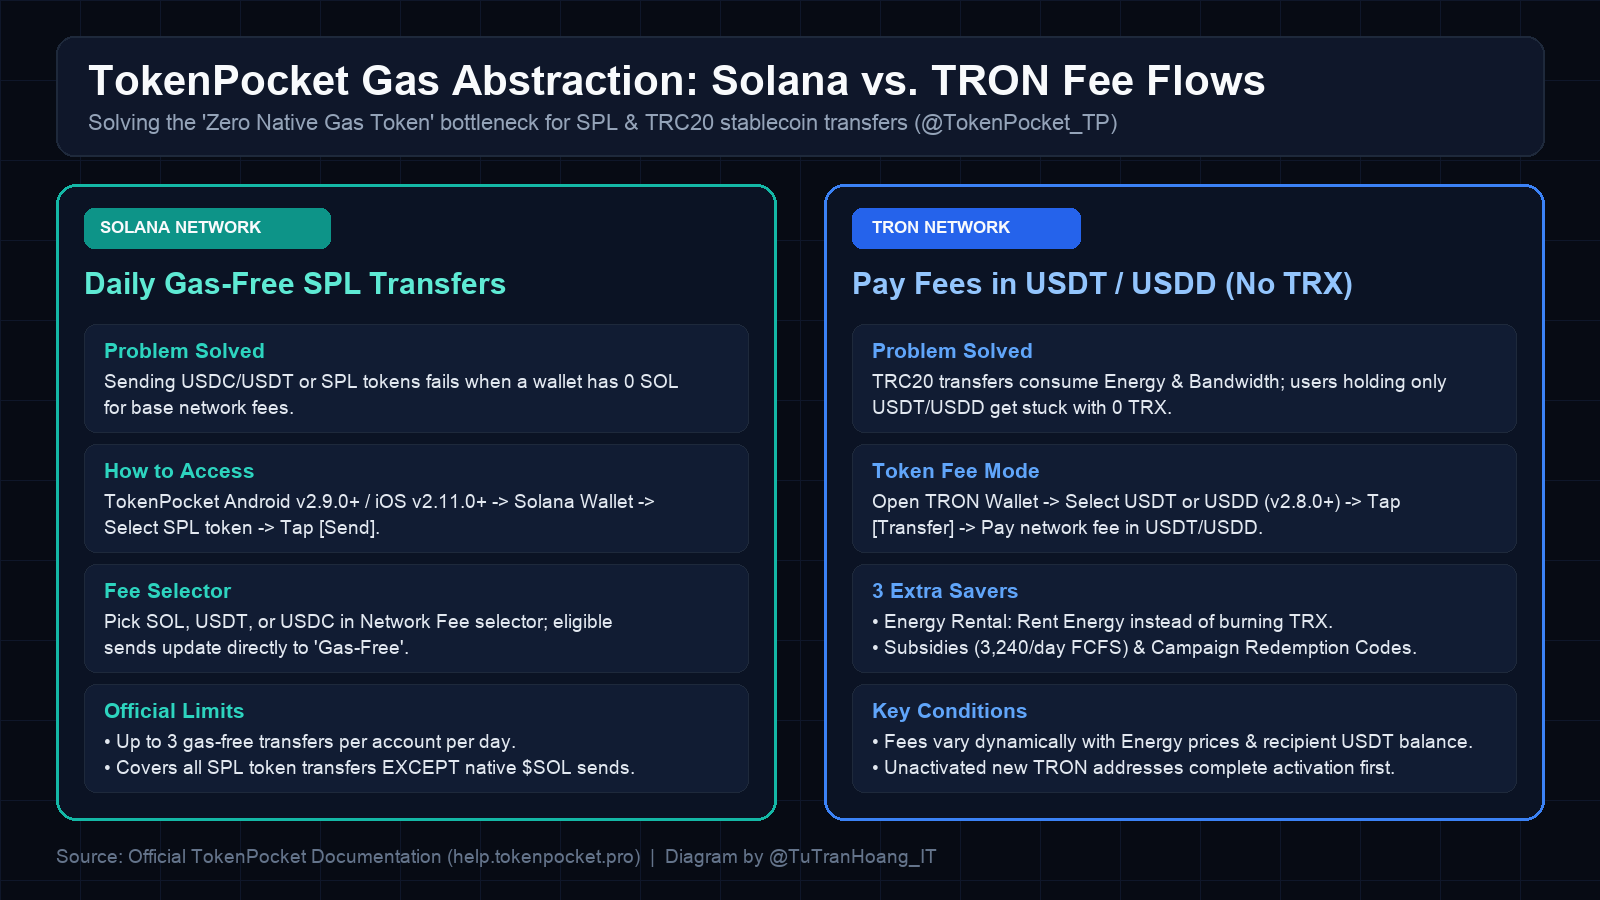 TokenPocket Gas Abstraction: Solana vs. TRON Fee Flows
Solving the 'Zero Native Gas Token' bottleneck for SPL & TRC20 stablecoin transfers (@TokenPocket_TP)
SOLANA NETWORK
Daily Gas-Free SPL Transfers
Problem Solved
Sending USDC/USDT or SPL tokens fails when a wallet has 0 SOL
for base network fees.
How to Access
TokenPocket Android v2.9.0+ / iOS v2.11.0+ -> Solana Wallet ->
Select SPL token -> Tap [Send].
Fee Selector
Pick SOL, USDT, or USDC in Network Fee selector; eligible
sends update directly to 'Gas-Free'.
Official Limits
• Up to 3 gas-free transfers per account per day.
• Covers all SPL token transfers EXCEPT native $SOL sends.
TRON NETWORK
Pay Fees in USDT / USDD (No TRX)
Problem Solved
TRC20 transfers consume Energy & Bandwidth; users holding only
USDT/USDD get stuck with 0 TRX.
Token Fee Mode
Open TRON Wallet -> Select USDT or USDD (v2.8.0+) -> Tap
[Transfer] -> Pay network fee in USDT/USDD.
3 Extra Savers
• Energy Rental: Rent Energy instead of burning TRX.
• Subsidies (3,240/day FCFS) & Campaign Redemption Codes.
Key Conditions
• Fees vary dynamically with Energy prices & recipient USDT balance.
• Unactivated new TRON addresses complete activation first.
Source: Official TokenPocket Documentation (help.tokenpocket.pro) | Diagram by @TuTranHoang_IT